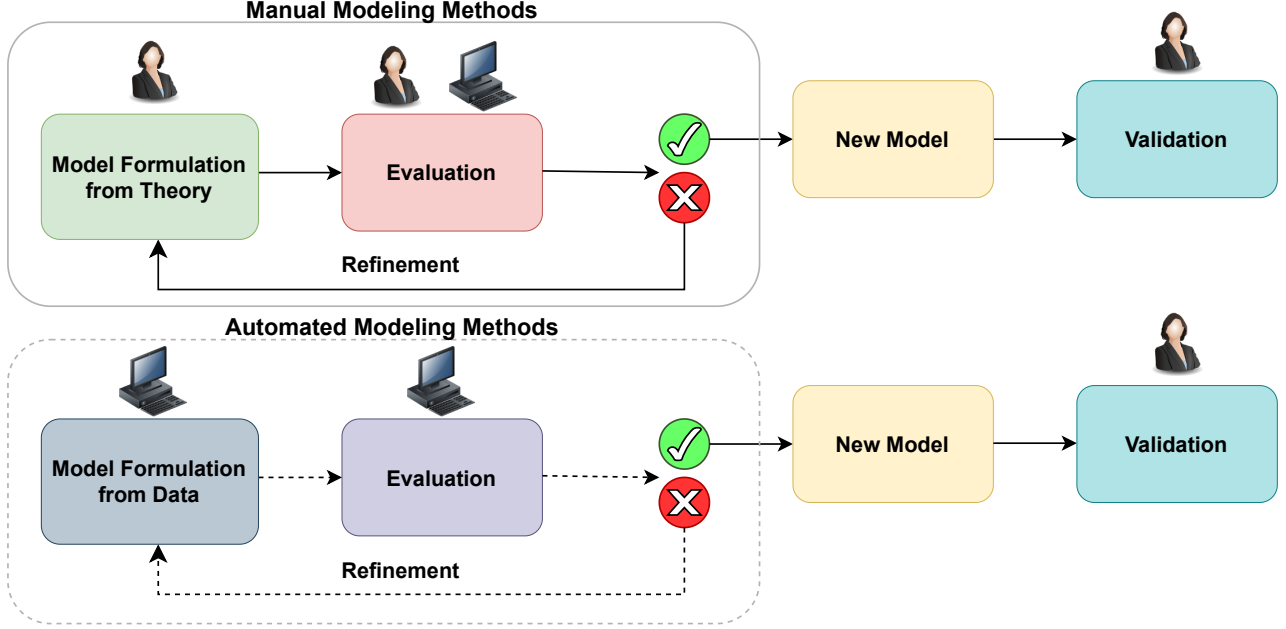 Manual Modeling Methods
Model Formulation
from Theory
Evaluation
New Model
Validation
Refinement
Automated Modeling Methods
Model Formulation
from Data
Evaluation
New Model
Validation
Refinement